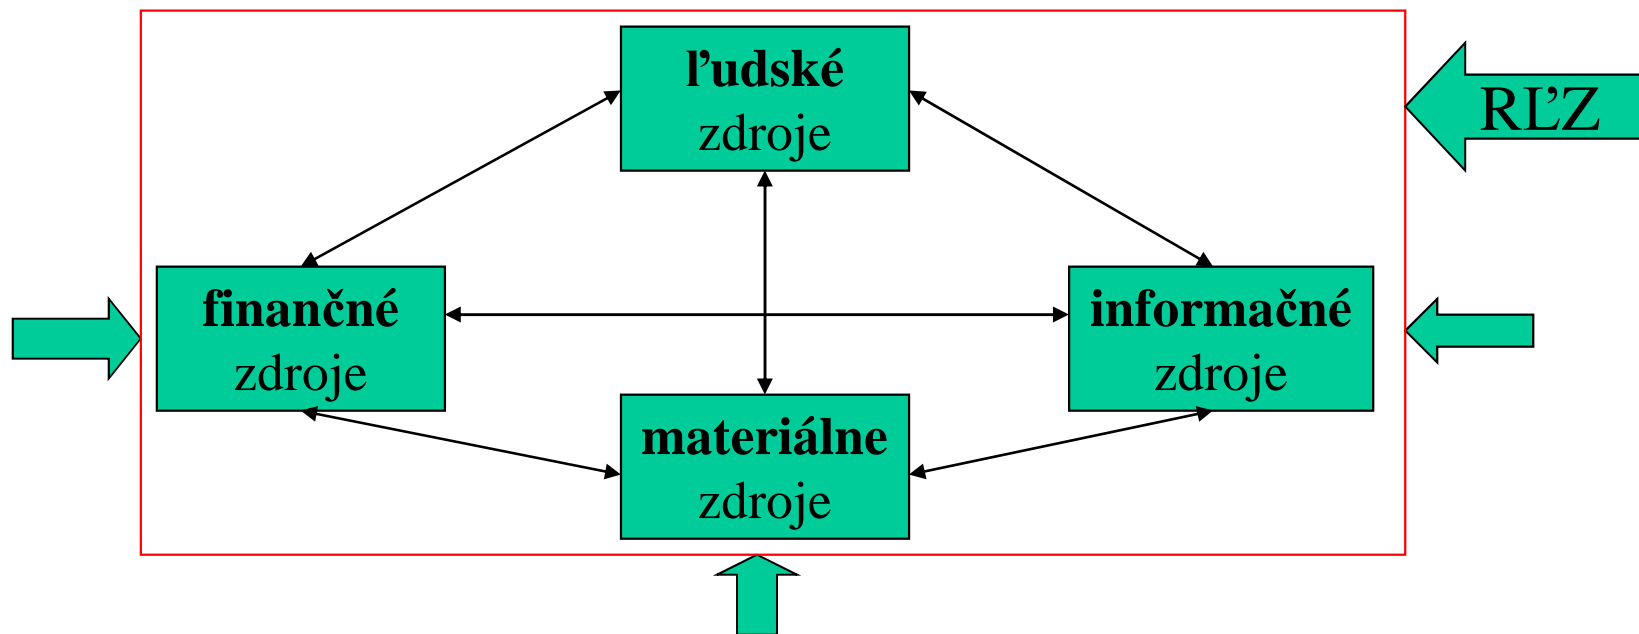 ľudské
zdroje
RĽZ
finančné
zdroje
informačné
zdroje
materiálne
zdroje